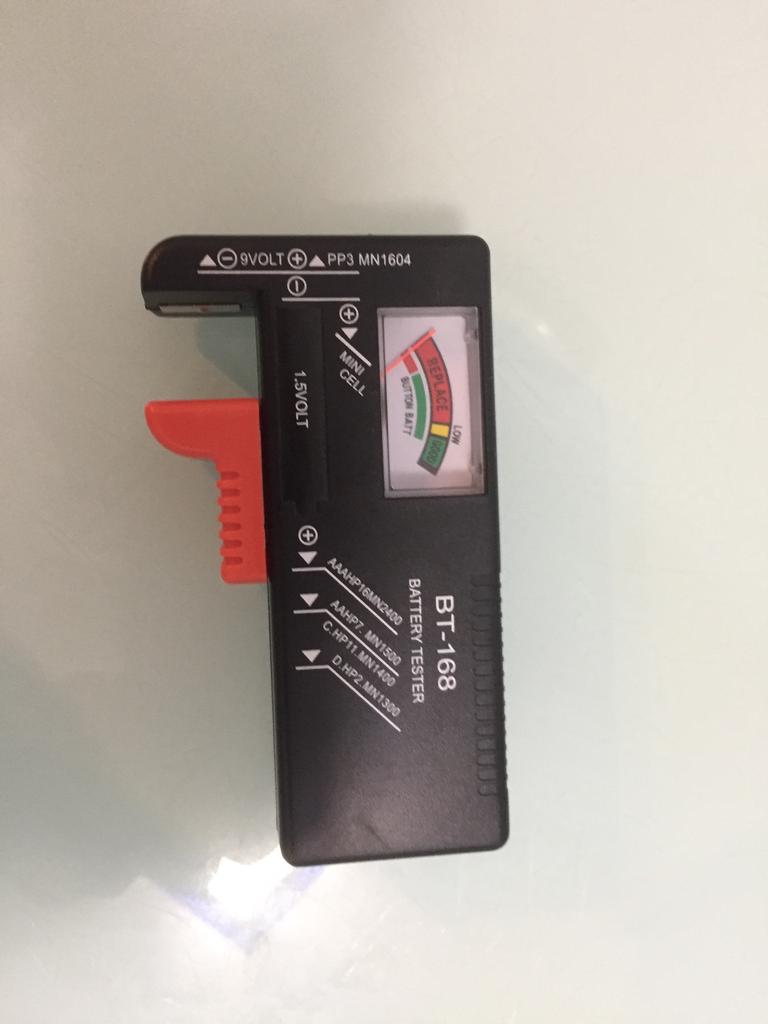 ⊖ 9VOLT ⊕ PP3 MN1604
⊖
⊕
MINI
CELL
1.5VOLT
REPLACE
LOW
GOOD
BUTTON BATT
⊕
AAAHP16MN2400
AAHP7. MN1500
C.HP11.MN1400
D.HP2.MN1300
BT-168
BATTERY TESTER